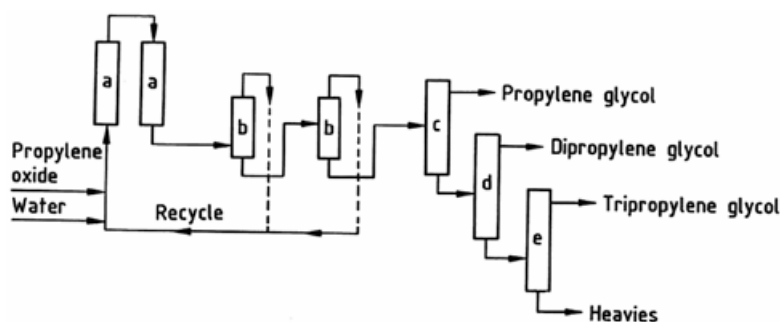 a
a
b
b
c
Propylene glycol
d
Dipropylene glycol
e
Tripropylene glycol
Heavies
Propylene
oxide
Water
Recycle